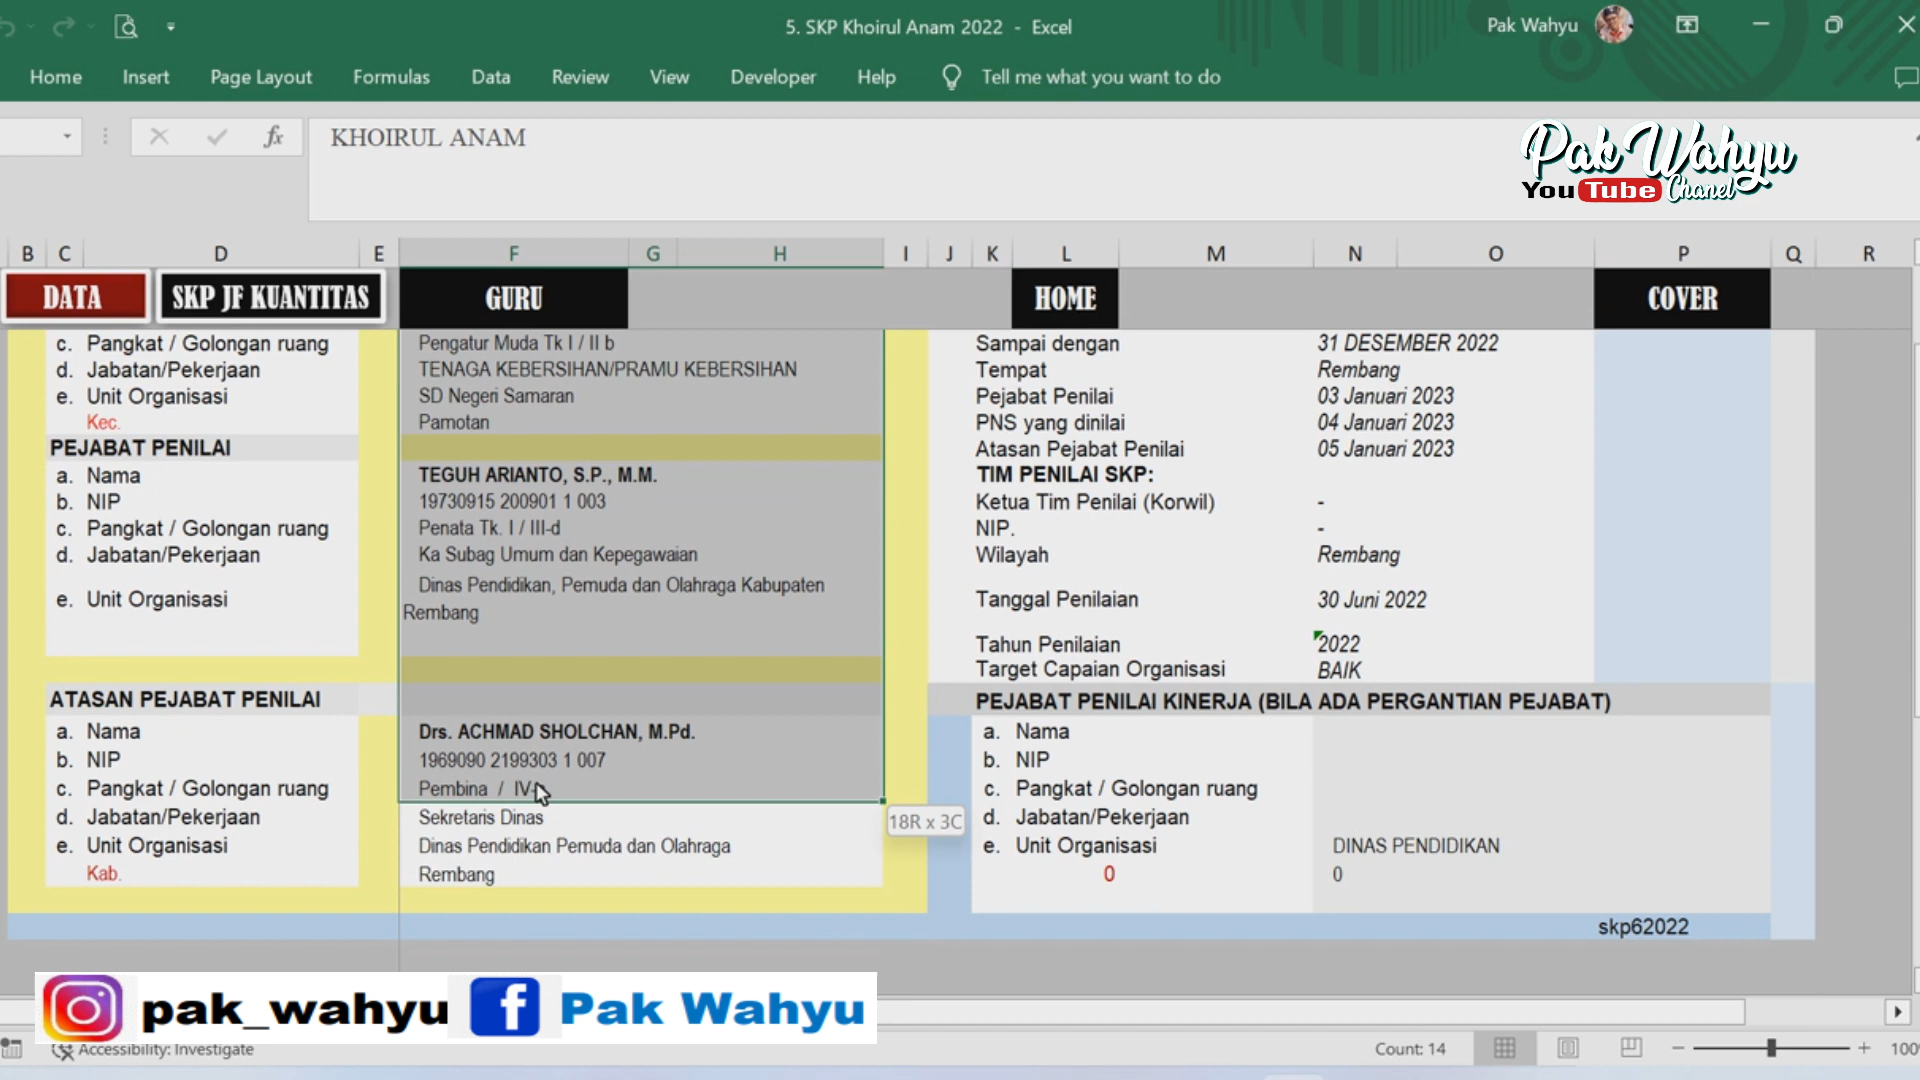 5. SKP Khoirul Anam 2022 - Excel
Pak Wahyu
Home Insert Page Layout Formulas Data Review View Developer Help Tell me what you want to do
fx KHOIRUL ANAM
Pak Wahyu
YouTube Chanel
B C D E F G H I J K L M N O P Q R
DATA SKP JF KUANTITAS GURU HOME COVER
c. Pangkat / Golongan ruang Pengatur Muda Tk I / II b Sampai dengan 31 DESEMBER 2022
d. Jabatan/Pekerjaan TENAGA KEBERSIHAN/PRAMU KEBERSIHAN Tempat Rembang
e. Unit Organisasi SD Negeri Samaran Pejabat Penilai 03 Januari 2023
Kec. Pamotan PNS yang dinilai 04 Januari 2023
PEJABAT PENILAI Atasan Pejabat Penilai 05 Januari 2023
a. Nama TEGUH ARIANTO, S.P., M.M. TIM PENILAI SKP:
b. NIP 19730915 200901 1 003 Ketua Tim Penilai (Korwil) -
c. Pangkat / Golongan ruang Penata Tk. I / III-d NIP. -
d. Jabatan/Pekerjaan Ka Subag Umum dan Kepegawaian Wilayah Rembang
e. Unit Organisasi Dinas Pendidikan, Pemuda dan Olahraga Kabupaten Rembang Tanggal Penilaian 30 Juni 2022
Tahun Penilaian 2022
Target Capaian Organisasi BAIK
ATASAN PEJABAT PENILAI PEJABAT PENILAI KINERJA (BILA ADA PERGANTIAN PEJABAT)
a. Nama Drs. ACHMAD SHOLCHAN, M.Pd. a. Nama
b. NIP 1969090 2199303 1 007 b. NIP
c. Pangkat / Golongan ruang Pembina / IV c. Pangkat / Golongan ruang
18R x 3C
d. Jabatan/Pekerjaan Sekretaris Dinas d. Jabatan/Pekerjaan
e. Unit Organisasi Dinas Pendidikan Pemuda dan Olahraga e. Unit Organisasi DINAS PENDIDIKAN
Kab. Rembang 0 0
skp62022
pak_wahyu f Pak Wahyu
Accessibility: Investigate Count: 14 100